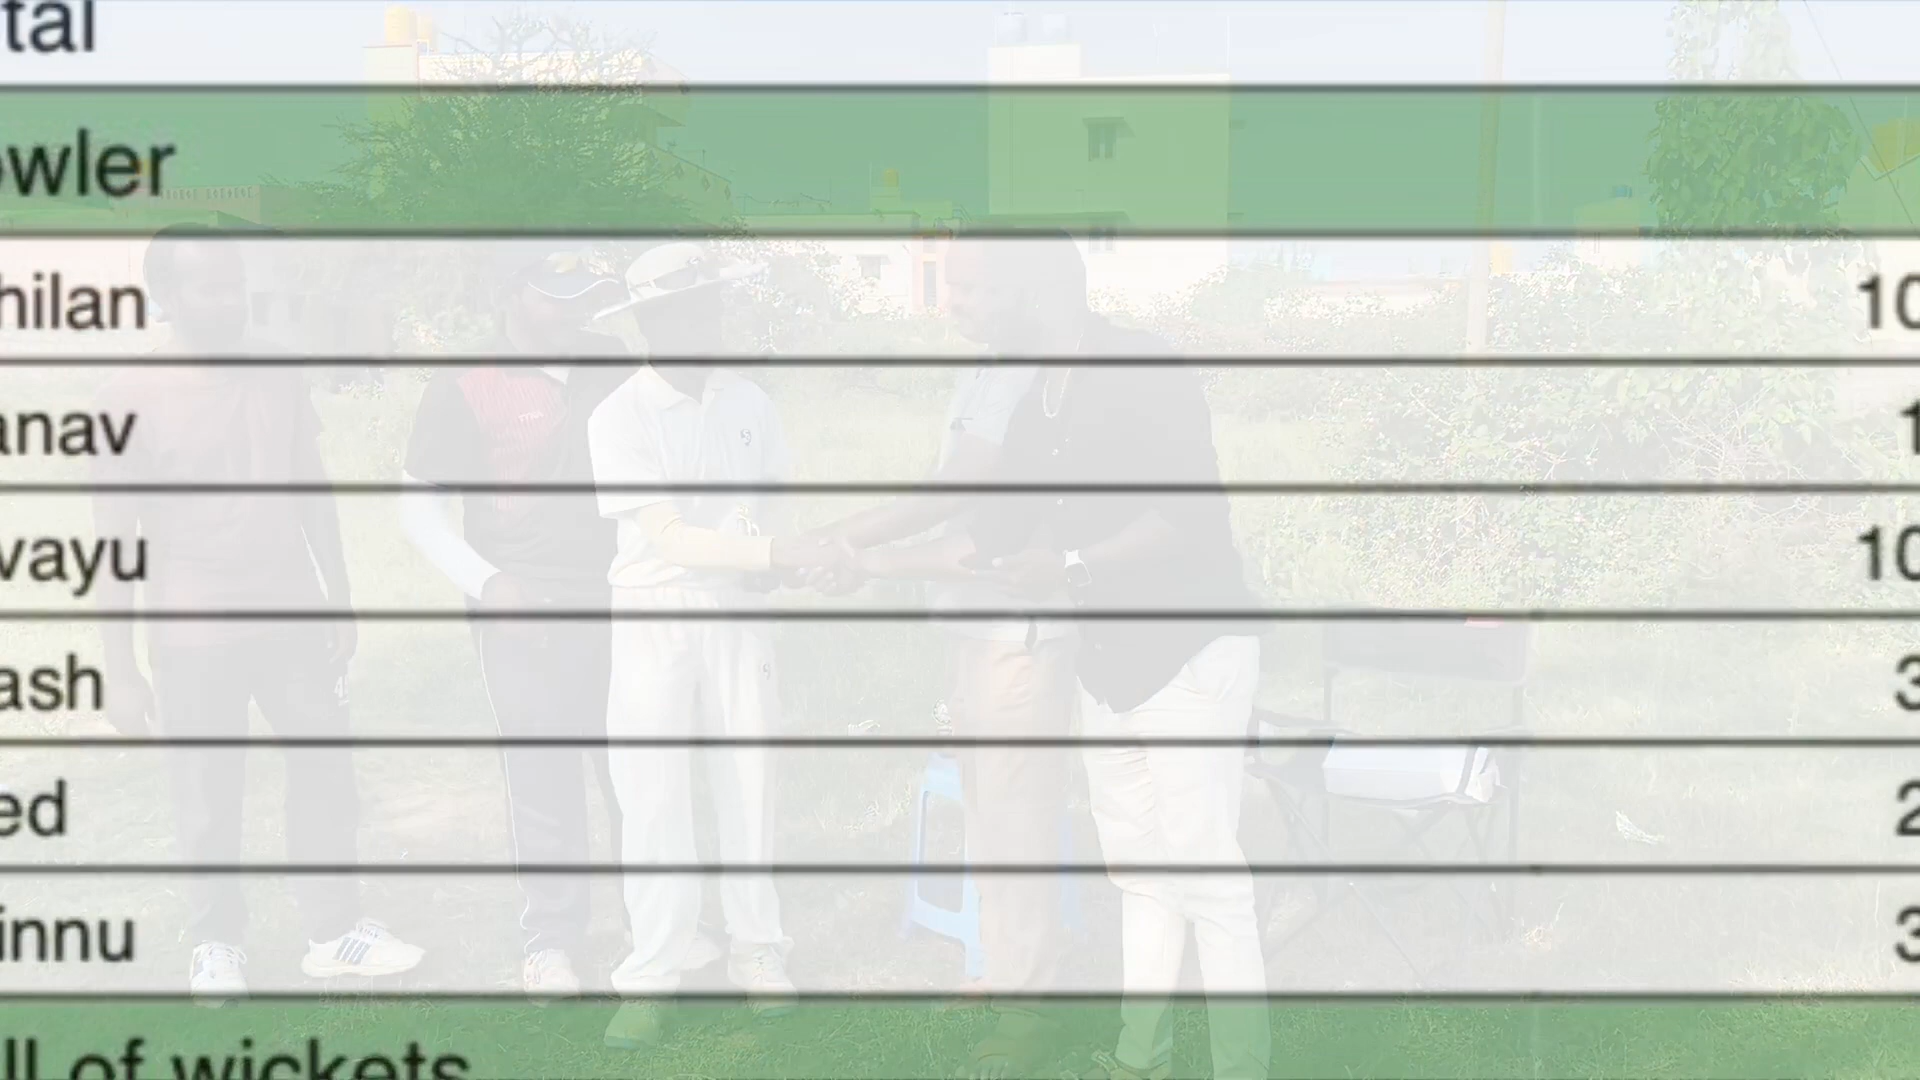 tal
owler
hilan 10
anav 1
vayu 10
ash 3
ed 2
innu 3
ll of wickets